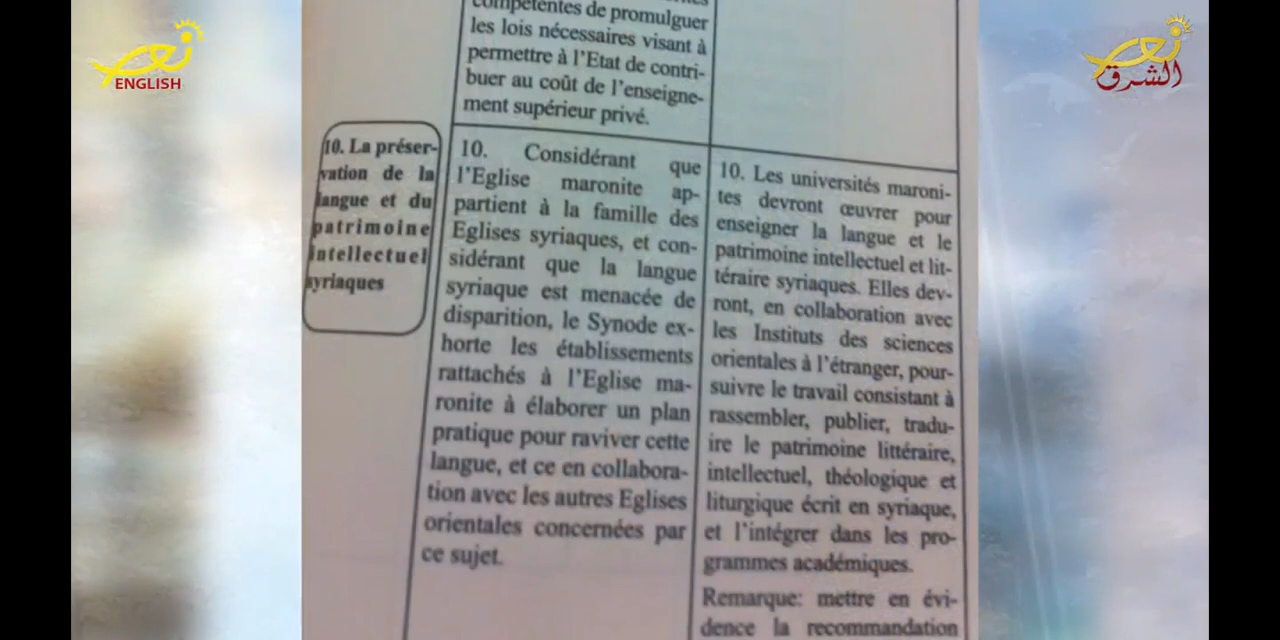 نور
ENGLISH
نور
الشرق
compétentes de promulguer
les lois nécessaires visant à
permettre à l'Etat de contri-
buer au coût de l'enseigne-
ment supérieur privé.
10. La préser-
vation de la
langue et du
patrimoine
intellectuel
syriaques
10. Considérant que
l'Eglise maronite ap-
partient à la famille des
Eglises syriaques, et con-
sidérant que la langue
syriaque est menacée de
disparition, le Synode ex-
horte les établissements
rattachés à l'Eglise ma-
ronite à élaborer un plan
pratique pour raviver cette
langue, et ce en collabora-
tion avec les autres Eglises
orientales concernées par
ce sujet.
10. Les universités maroni-
tes devront œuvrer pour
enseigner la langue et le
patrimoine intellectuel et lit-
téraire syriaques. Elles dev-
ront, en collaboration avec
les Instituts des sciences
orientales à l'étranger, pour-
suivre le travail consistant à
rassembler, publier, tradu-
ire le patrimoine littéraire,
intellectuel, théologique et
liturgique écrit en syriaque,
et l'intégrer dans les pro-
grammes académiques.
Remarque: mettre en évi-
dence la recommandation